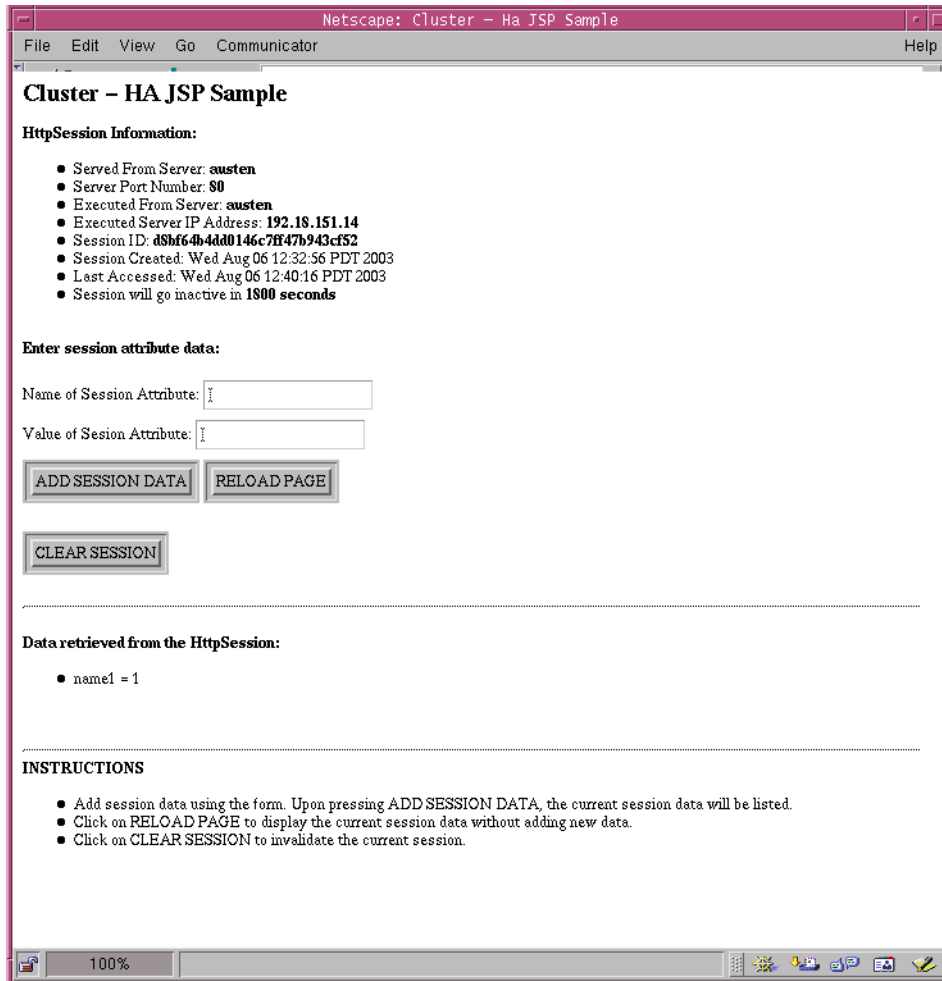 Netscape: Cluster – Ha JSP Sample
File Edit View Go Communicator Help
Cluster – HA JSP Sample
HttpSession Information:
● Served From Server: austen
● Server Port Number: 80
● Executed From Server: austen
● Executed Server IP Address: 192.18.151.14
● Session ID: d8bf64b4dd0146c7ff47b943cf52
● Session Created: Wed Aug 06 12:32:56 PDT 2003
● Last Accessed: Wed Aug 06 12:40:16 PDT 2003
● Session will go inactive in 1800 seconds
Enter session attribute data:
Name of Session Attribute:
Value of Sesion Attribute:
ADD SESSION DATA RELOAD PAGE
CLEAR SESSION
Data retrieved from the HttpSession:
● name1 = 1
INSTRUCTIONS
● Add session data using the form. Upon pressing ADD SESSION DATA, the current session data will be listed.
● Click on RELOAD PAGE to display the current session data without adding new data.
● Click on CLEAR SESSION to invalidate the current session.
100%